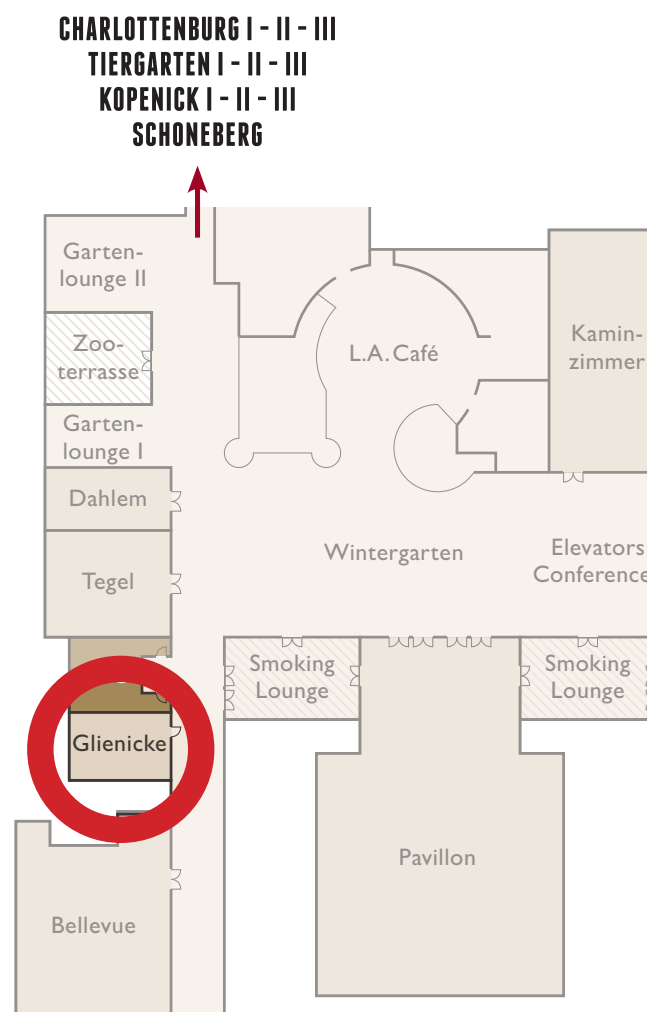 CHARLOTTENBURG I - II - III
TIERGARTEN I - II - III
KOPENICK I - II - III
SCHONEBERG
Garten-
lounge II
Zoo-
terrasse
Garten-
lounge I
L.A. Café
Kamin-
zimmer
Dahlem
Tegel
Wintergarten
Elevators
Conference
Smoking
Lounge
Smoking
Lounge
Glienicke
Pavillon
Bellevue